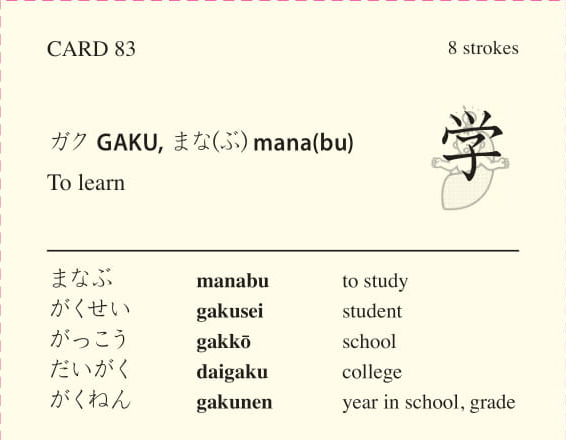 CARD 83 8 strokes
ガク GAKU, まな(ぶ) mana(bu)
学
To learn
まなぶ manabu to study
がくせい gakusei student
がっこう gakkō school
だいがく daigaku college
がくねん gakunen year in school, grade